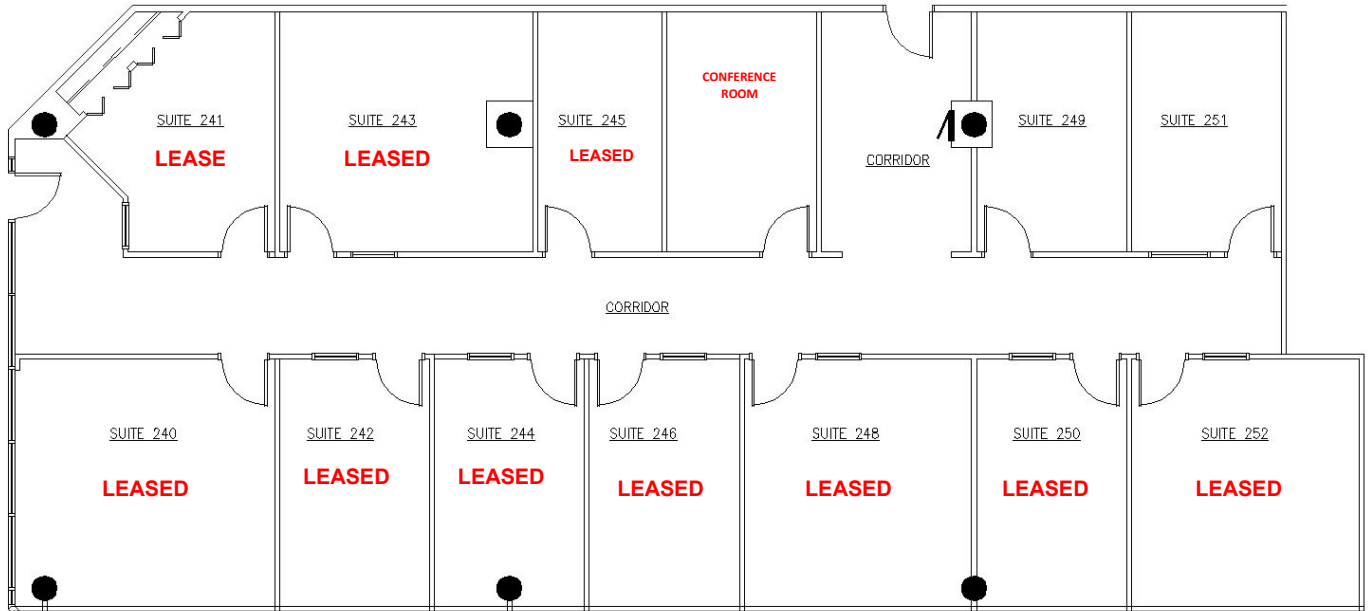 CONFERENCE
ROOM
SUITE 241
SUITE 243
SUITE 245
SUITE 249
SUITE 251
LEASE
LEASED
LEASED
CORRIDOR
CORRIDOR
SUITE 240
SUITE 242
SUITE 244
SUITE 246
SUITE 248
SUITE 250
SUITE 252
LEASED
LEASED
LEASED
LEASED
LEASED
LEASED
LEASED